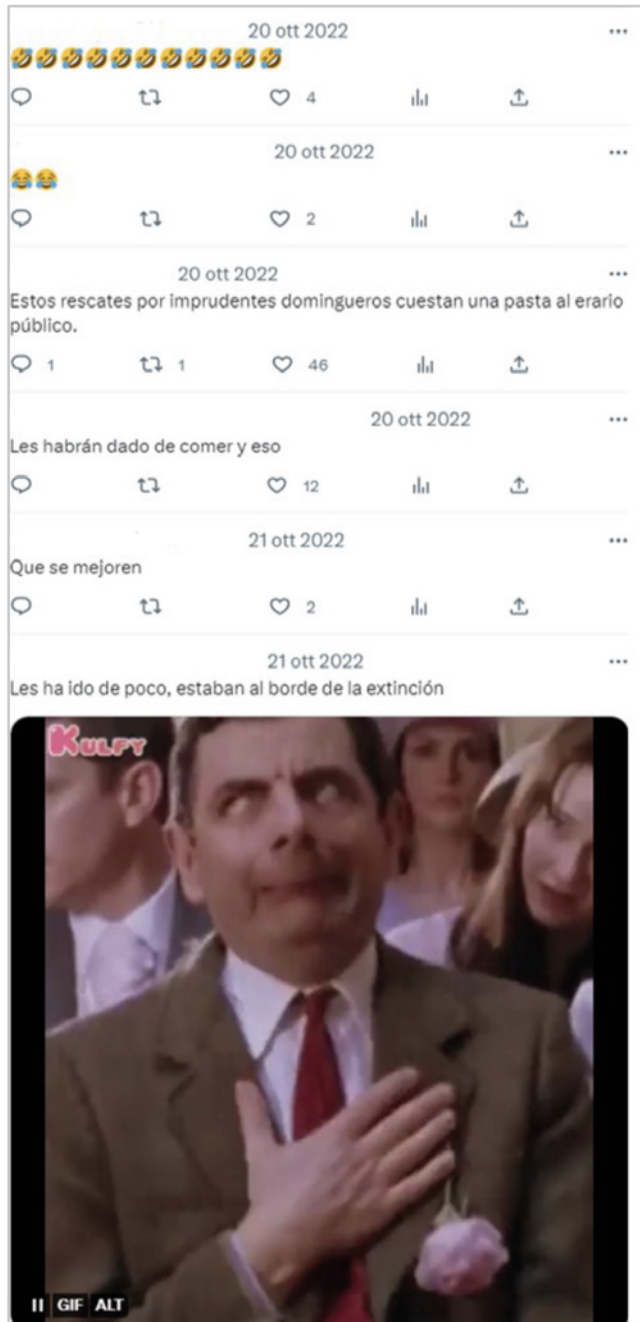 20 ott 2022
🤣🤣🤣🤣🤣🤣🤣🤣🤣🤣🤣
4
20 ott 2022
😂😂
2
20 ott 2022
Estos rescates por imprudentes domingueros cuestan una pasta al erario
público.
1 1 46
20 ott 2022
Les habrán dado de comer y eso
12
21 ott 2022
Que se mejoren
2
21 ott 2022
Les ha ido de poco, estaban al borde de la extinción
KULFY
GIF ALT